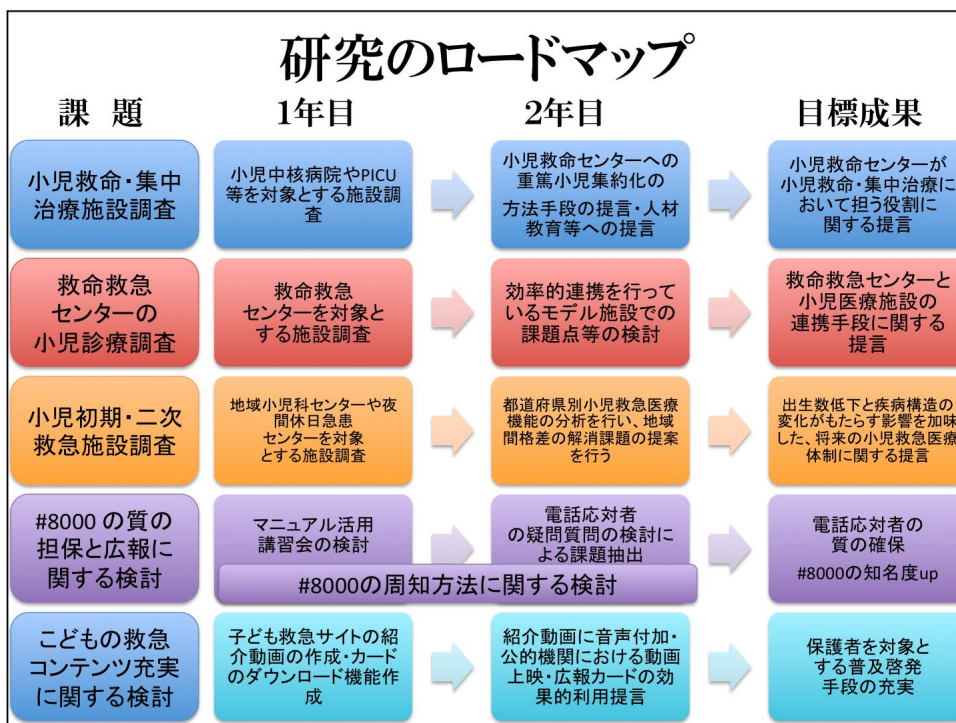 研究のロードマップ
課 題
1年目
2年目
目標成果
小児救命・集中
治療施設調査
小児中核病院やPICU
等を対象とする施設調
査
小児救命センターへの
重篤小児集約化の
方法手段の提言・人材
教育等への提言
小児救命センターが
小児救命・集中治療に
おいて担う役割に
関する提言
救命救急
センターの
小児診療調査
救命救急
センターを対象と
する施設調査
効率的連携を行って
いるモデル施設での
課題点等の検討
救命救急センターと
小児医療施設の
連携手段に関する
提言
小児初期・二次
救急施設調査
地域小児科センターや夜
間休日急患
センターを対象
とする施設調査
都道府県別小児救急医療
機能の分析を行い、地域
間格差の解消課題の提案
を行う
出生数低下と疾病構造の
変化がもたらす影響を加味
した、将来の小児救急医療
体制に関する提言
#8000 の質の
担保と広報に
関する検討
マニュアル活用
講習会の検討
電話応対者
の疑問質問の検討に
よる課題抽出
電話応対者の
質の確保
#8000の知名度up
#8000の周知方法に関する検討
こどもの救急
コンテンツ充実
に関する検討
子ども救急サイトの紹
介動画の作成・カード
のダウンロード機能作
成
紹介動画に音声付加・
公的機関における動画
上映・広報カードの効
果的利用提言
保護者を対象と
する普及啓発
手段の充実